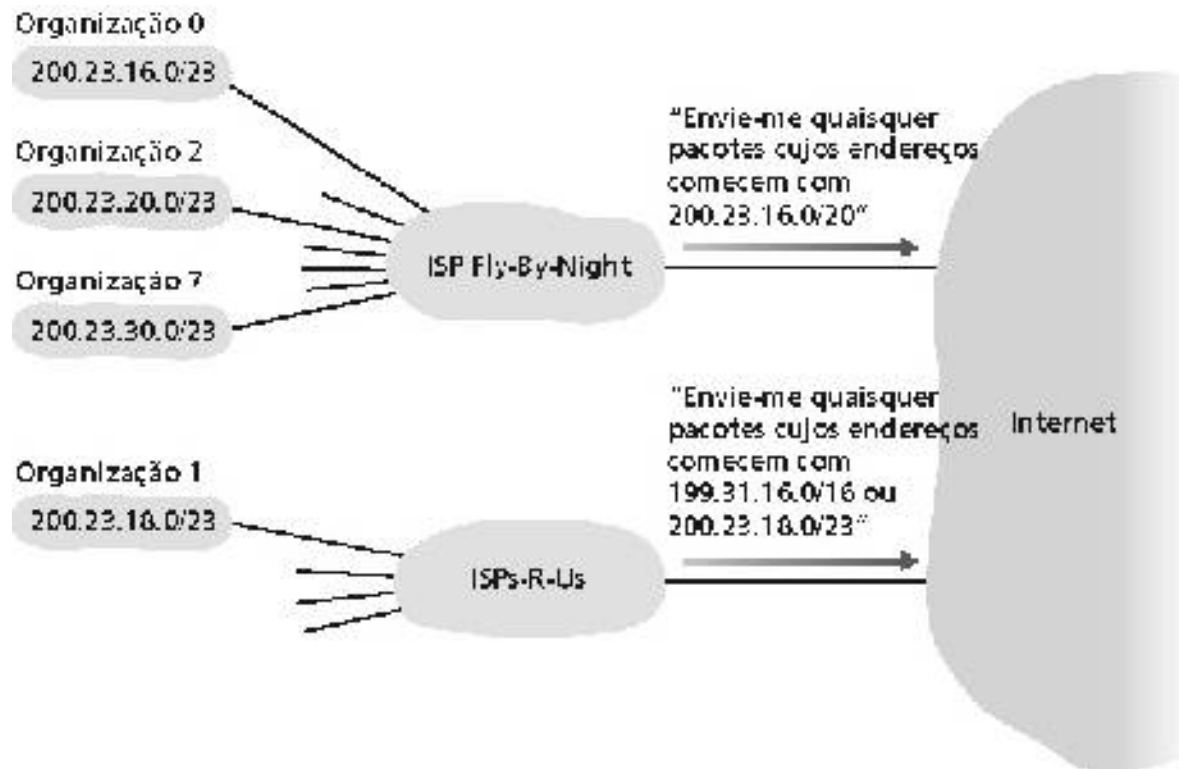 Organização 0
200.23.16.0/23
Organização 2
200.23.20.0/23
Organização 7
200.23.30.0/23
ISP Fly-By-Night
"Envie-me quaisquer
pacotes cujos endereços
comecem com
200.23.16.0/20"
Organização 1
200.23.18.0/23
ISPs-R-Us
"Envie-me quaisquer
pacotes cujos endereços
comecem com
199.31.16.0/16 ou
200.23.18.0/23"
Internet